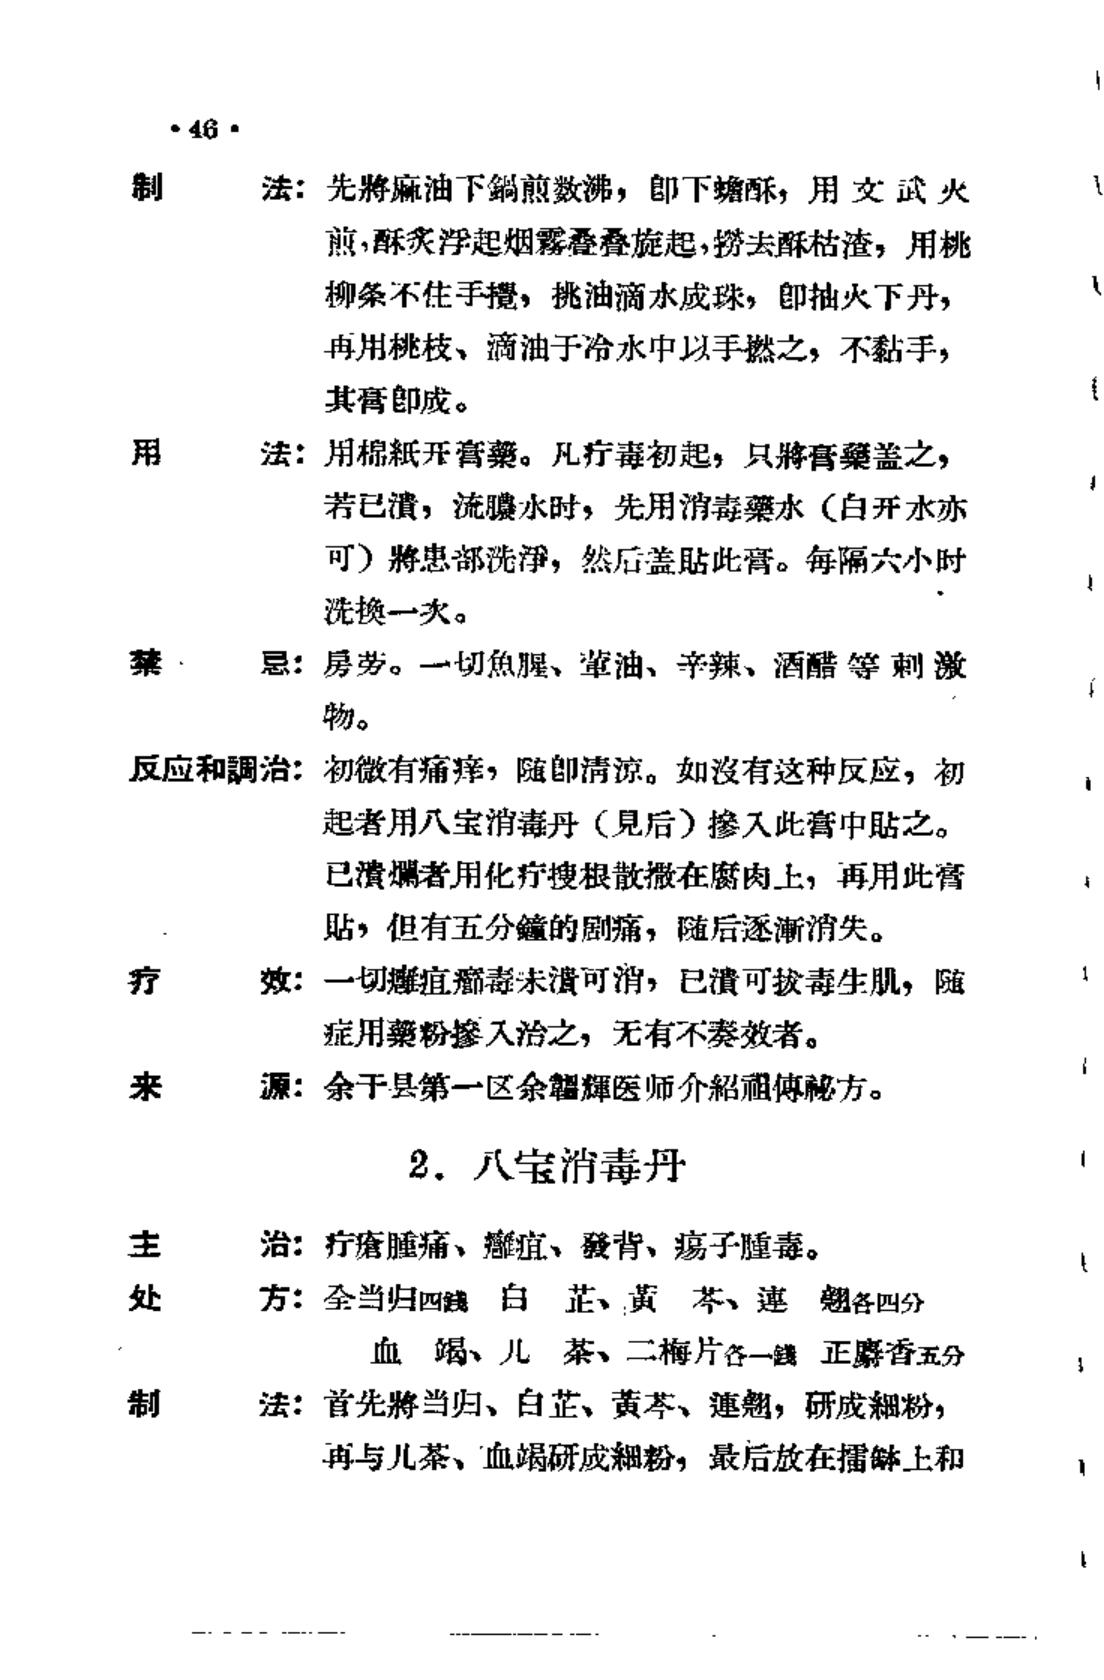 ·46·
制　　法：先將麻油下鍋煎数沸，卽下蟾酥，用文武火
煎，酥炙浮起烟霧叠叠旋起，撈去酥枯渣，用桃
柳条不住手攪，挑油滴水成珠，卽抽火下丹，
再用桃枝、滴油于冷水中以手撚之，不黏手，
其膏卽成。
用　　法：用棉紙开膏藥。凡疔毒初起，只將膏藥盖之，
若已潰，流膿水时，先用消毒藥水（白开水亦
可）將患部洗淨，然后盖貼此膏。每隔六小时
洗換一次。
禁　　忌：房劳。一切魚腥、葷油、辛辣、酒醋等刺激
物。
反应和調治：初微有痛痒，随卽清凉。如沒有这种反应，初
起者用八宝消毒丹（見后）摻入此膏中貼之。
已潰爛者用化疔搜根散撒在腐肉上，再用此膏
貼，但有五分鐘的剧痛，随后逐漸消失。
疗　　效：一切癰疽癤毒未潰可消，已潰可拔毒生肌，随
症用藥粉摻入治之，无有不奏效者。
来　　源：余干县第一区余韞輝医师介紹祖傳祕方。
2．八宝消毒丹
主　　治：疔瘡腫痛、癰疽、發背、瘍子腫毒。
处　　方：全当归四錢　白　芷、黃　芩、連　翹各四分
血　竭、儿　茶、二梅片各一錢　正麝香五分
制　　法：首先將当归、白芷、黃芩、連翹，研成細粉，
再与儿茶、血竭研成細粉，最后放在擂缽上和